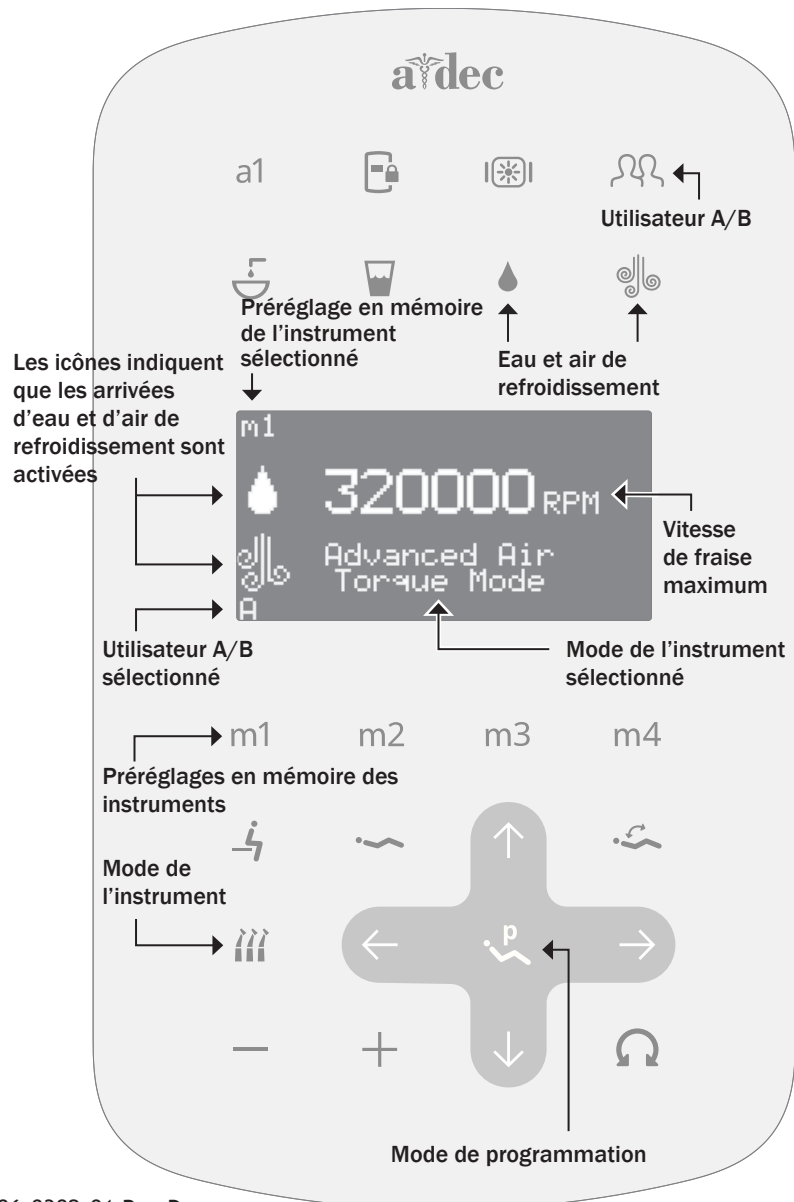 a dec
a1
Utilisateur A/B
Préréglage en mémoire
de l'instrument
sélectionné
Eau et air de
refroidissement
Les icônes indiquent
que les arrivées
d'eau et d'air de
refroidissement sont
activées
m1
320000 RPM
Advanced Air
Torque Mode
A
Vitesse
de fraise
maximum
Utilisateur A/B
sélectionné
Mode de l'instrument
sélectionné
m1 m2 m3 m4
Préréglages en mémoire des
instruments
Mode de
l'instrument
p
Mode de programmation